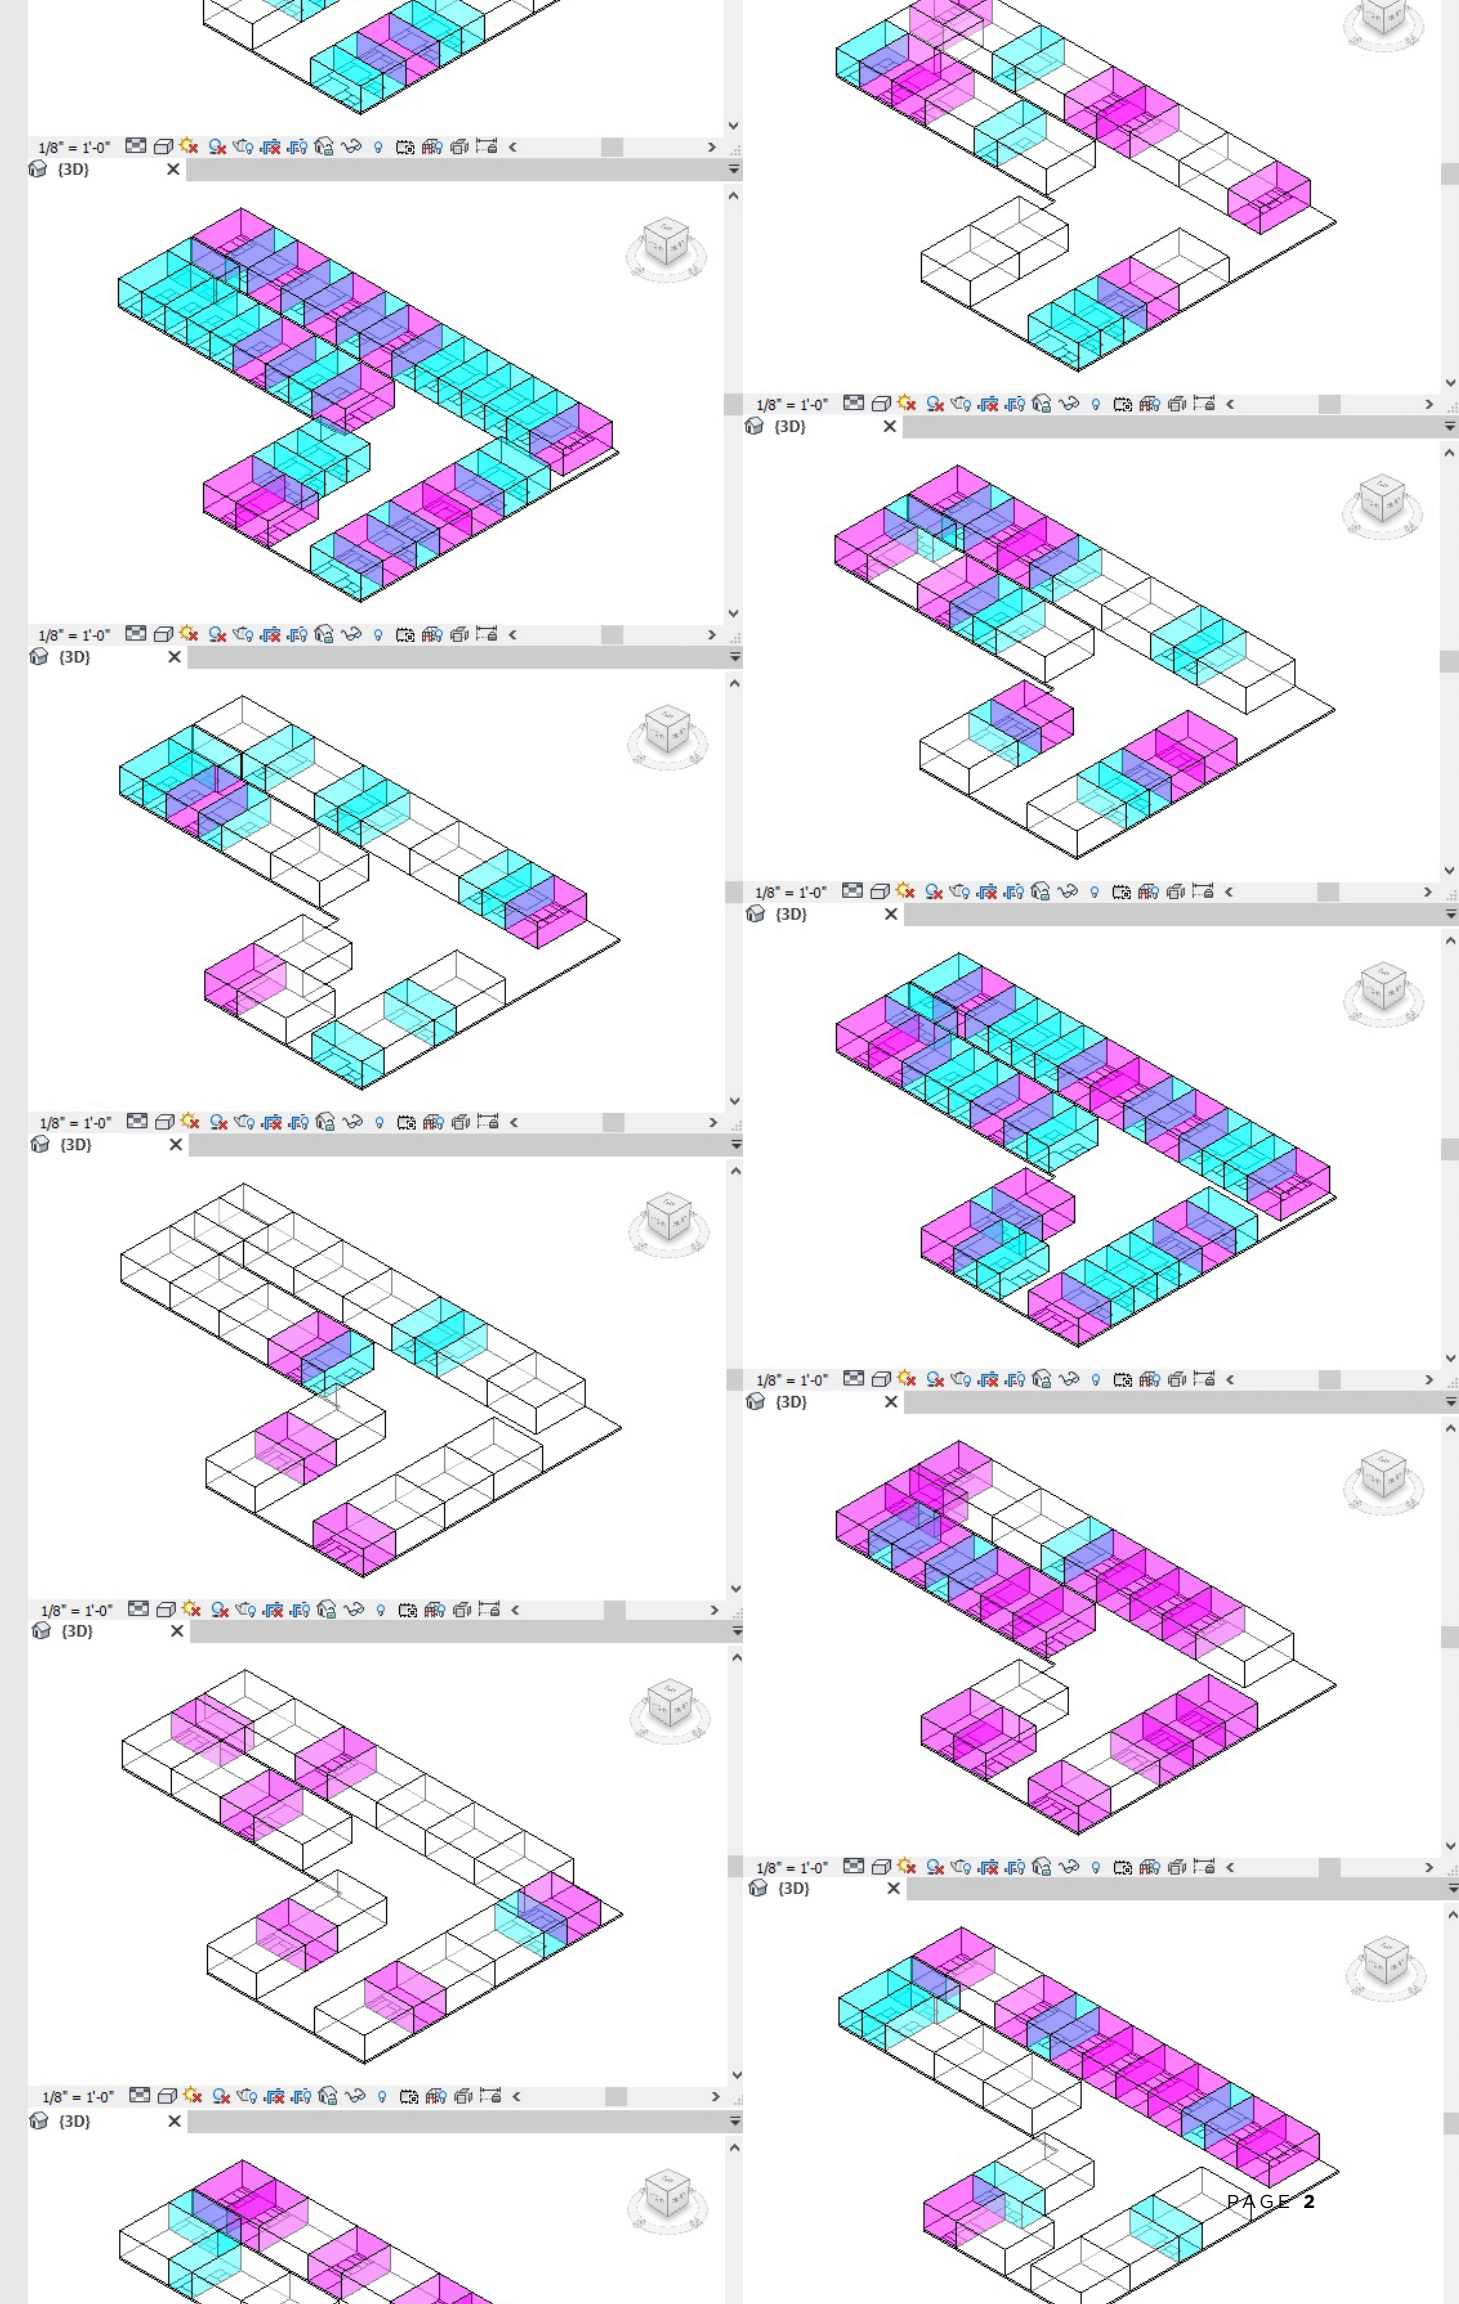 1/8" = 1'-0"
{3D}
1/8" = 1'-0"
{3D}
1/8" = 1'-0"
{3D}
1/8" = 1'-0"
{3D}
1/8" = 1'-0"
{3D}
1/8" = 1'-0"
{3D}
1/8" = 1'-0"
{3D}
1/8" = 1'-0"
{3D}
1/8" = 1'-0"
{3D}
1/8" = 1'-0"
{3D}
PAGE 2